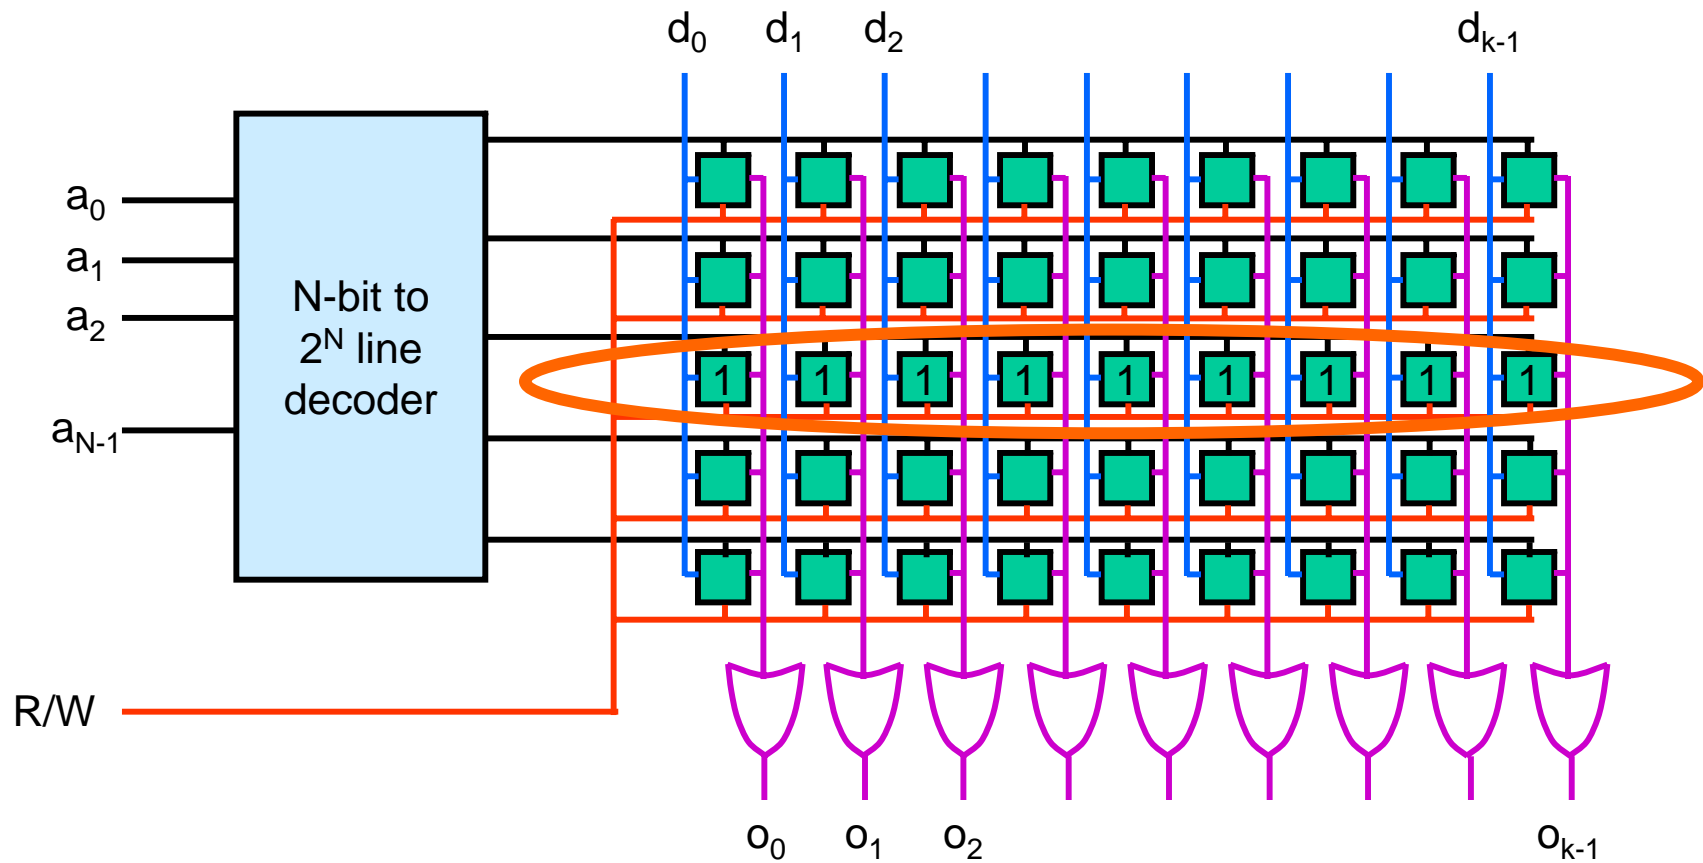 d₀ d₁ d₂ dₖ₋₁
a₀
a₁
a₂
a_N-1
N-bit to
2ᴺ line
decoder
1 1 1 1 1 1 1 1 1
R/W
o₀ o₁ o₂ oₖ₋₁